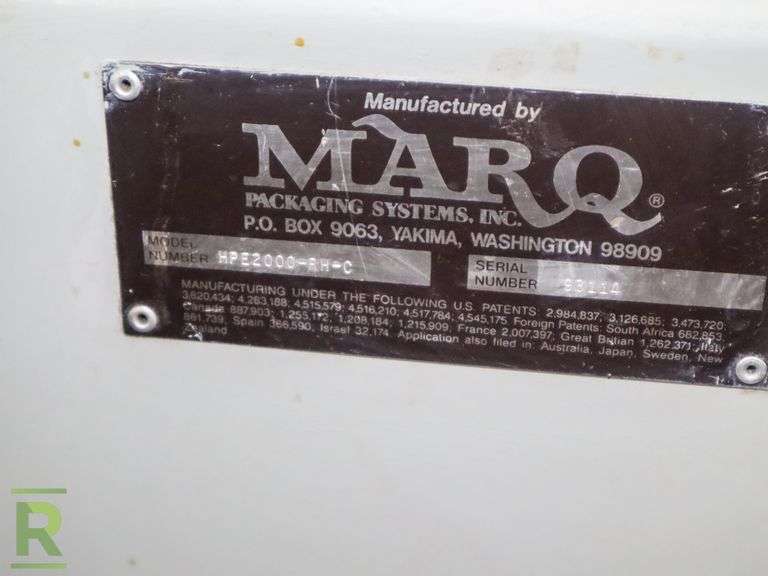 Manufactured by
MARQ®
PACKAGING SYSTEMS, INC.
P.O. BOX 9063, YAKIMA, WASHINGTON 98909
MODEL
NUMBER HPE2000-RH-C
SERIAL
NUMBER 93114
MANUFACTURING UNDER THE FOLLOWING U.S. PATENTS: 2,984,837; 3,126,685; 3,473,720;
3,820,434; 4,283,188; 4,515,579; 4,516,210; 4,517,784; 4,545,175 Foreign Patents: South Africa 682,853;
Canada 887,903; 1,255,172; 1,208,184; 1,215,909; France 2,007,397; Great Britian 1,262,371; Italy
861,739, Spain 366,590, Israel 32,174. Application also filed in, Australia, Japan, Sweden, New
Zealand.
R